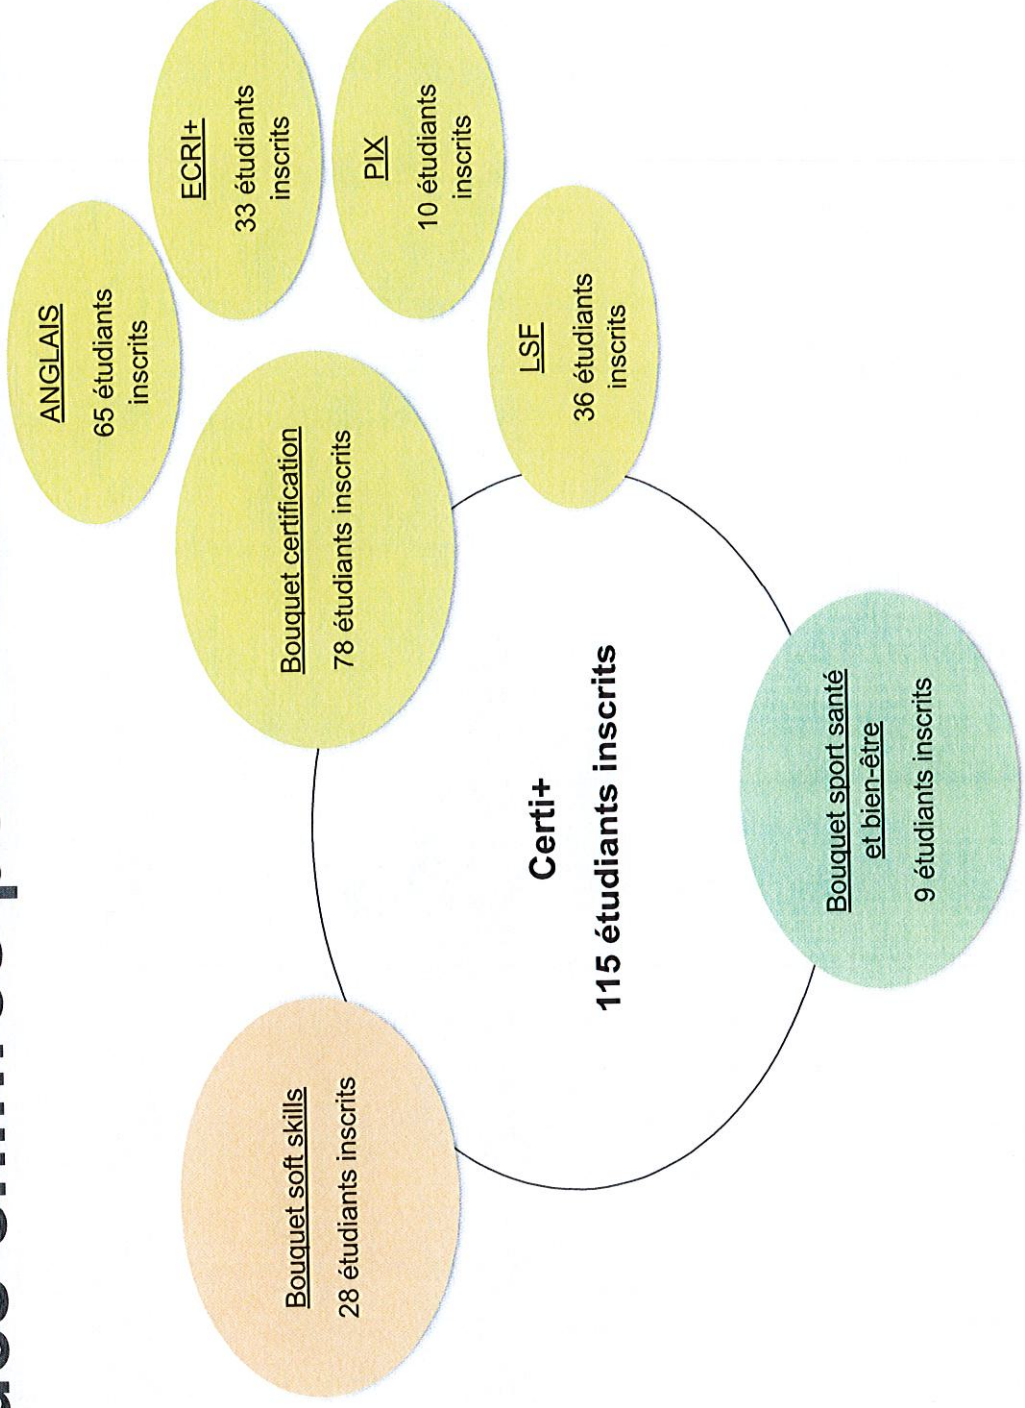 ANGLAIS
65 étudiants
inscrits
ECRI+
33 étudiants
inscrits
PIX
10 étudiants
inscrits
LSF
36 étudiants
inscrits
Bouquet certification
78 étudiants inscrits
Bouquet soft skills
28 étudiants inscrits
Certi+
115 étudiants inscrits
Bouquet sport santé
et bien-être
9 étudiants inscrits